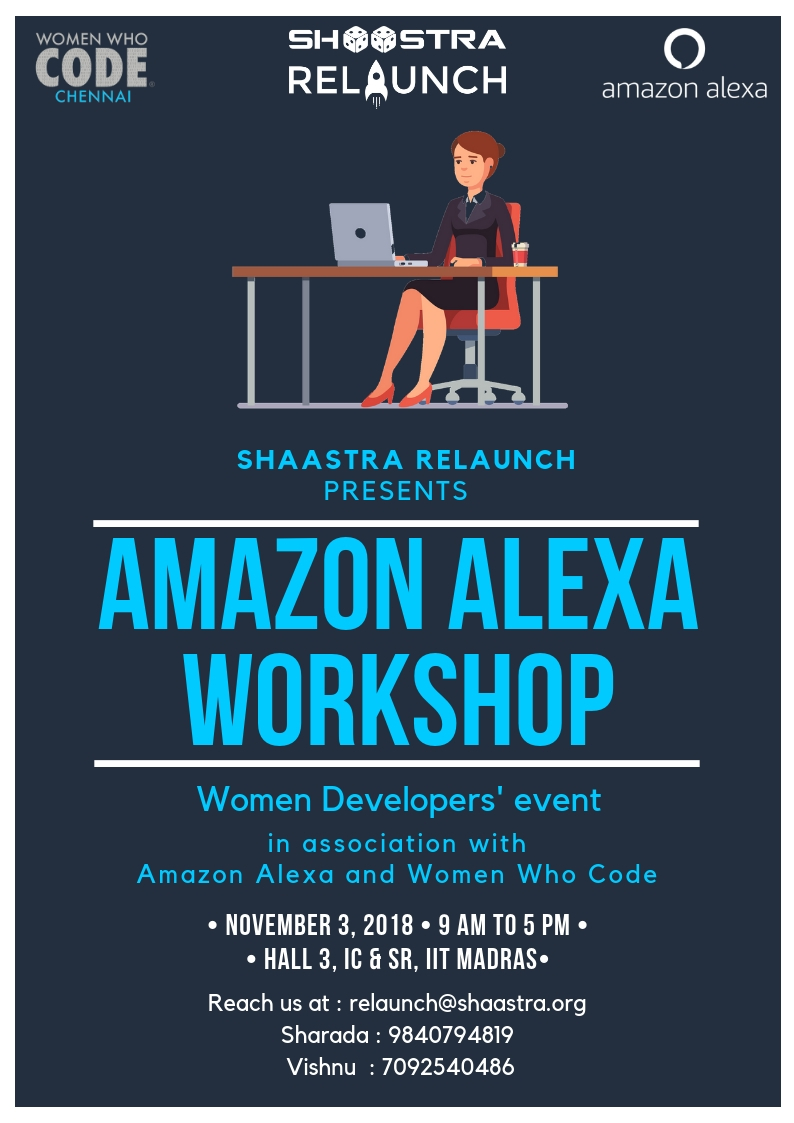 WOMEN WHO
CODE
CHENNAI
SHAASTRA
RELAUNCH
amazon alexa
SHAASTRA RELAUNCH
PRESENTS
AMAZON ALEXA
WORKSHOP
Women Developers' event
in association with
Amazon Alexa and Women Who Code
• NOVEMBER 3, 2018 • 9 AM TO 5 PM •
• HALL 3, IC & SR, IIT MADRAS•
Reach us at : relaunch@shaastra.org
Sharada : 9840794819
Vishnu : 7092540486